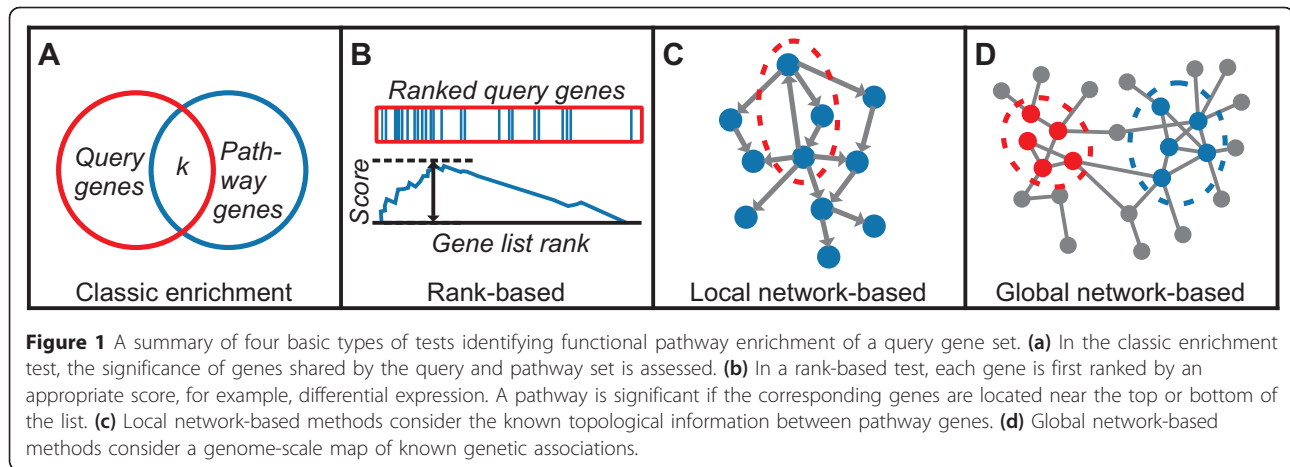 A
Query
genes
k
Path-
way
genes
Classic enrichment
B
Ranked query genes
Score
Gene list rank
Rank-based
C
Local network-based
D
Global network-based
Figure 1 A summary of four basic types of tests identifying functional pathway enrichment of a query gene set. (a) In the classic enrichment
test, the significance of genes shared by the query and pathway set is assessed. (b) In a rank-based test, each gene is first ranked by an
appropriate score, for example, differential expression. A pathway is significant if the corresponding genes are located near the top or bottom of
the list. (c) Local network-based methods consider the known topological information between pathway genes. (d) Global network-based
methods consider a genome-scale map of known genetic associations.